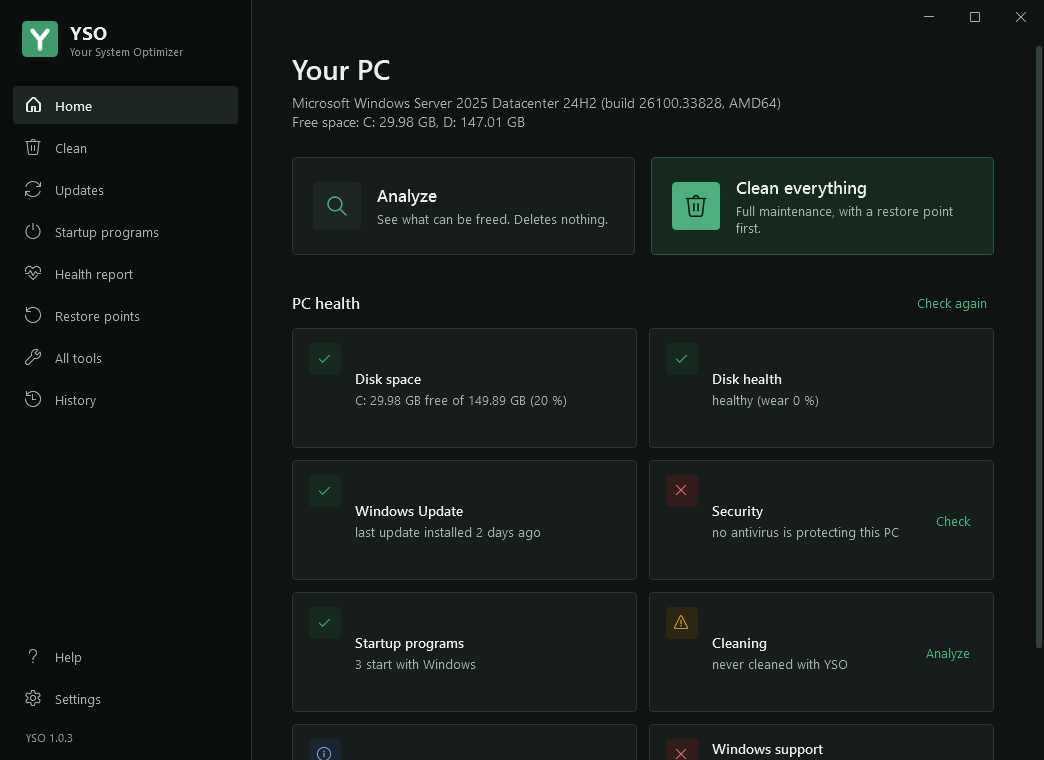 YSO
Your System Optimizer
Home
Clean
Updates
Startup programs
Health report
Restore points
All tools
History
Help
Settings
YSO 1.0.3
Your PC
Microsoft Windows Server 2025 Datacenter 24H2 (build 26100.33828, AMD64)
Free space: C: 29.98 GB, D: 147.01 GB
Analyze
See what can be freed. Deletes nothing.
Clean everything
Full maintenance, with a restore point
first.
PC health
Check again
Disk space
C: 29.98 GB free of 149.89 GB (20 %)
Disk health
healthy (wear 0 %)
Windows Update
last update installed 2 days ago
Security
no antivirus is protecting this PC
Check
Startup programs
3 start with Windows
Cleaning
never cleaned with YSO
Analyze
Windows support